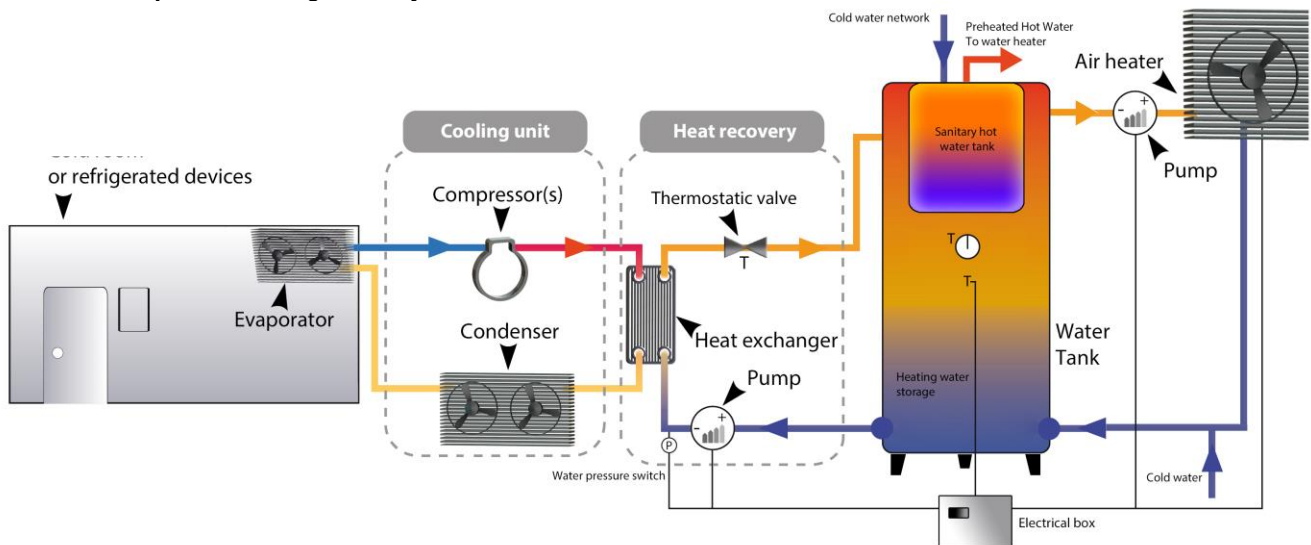 Cold water network
Preheated Hot Water
To water heater
Air heater
Cooling unit
Heat recovery
Sanitary hot
water tank
Pump
or refrigerated devices
Compressor(s)
Thermostatic valve
T
T
T
Evaporator
Condenser
Heat exchanger
Water
Tank
Pump
Heating water
storage
P
Water pressure switch
Cold water
Electrical box